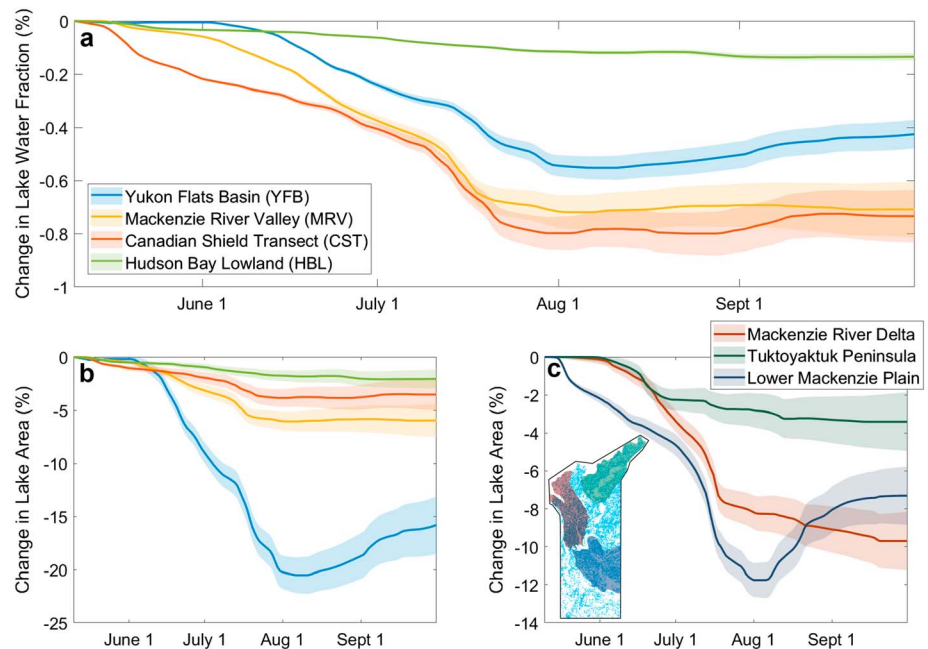 a
Change in Lake Water Fraction (%)
0
-0.2
-0.4
-0.6
-0.8
-1
Yukon Flats Basin (YFB)
Mackenzie River Valley (MRV)
Canadian Shield Transect (CST)
Hudson Bay Lowland (HBL)
June 1 July 1 Aug 1 Sept 1
b
Change in Lake Area (%)
0
-5
-10
-15
-20
-25
June 1 July 1 Aug 1 Sept 1
Mackenzie River Delta
Tuktoyaktuk Peninsula
Lower Mackenzie Plain
c
Change in Lake Area (%)
0
-2
-4
-6
-8
-10
-12
-14
June 1 July 1 Aug 1 Sept 1